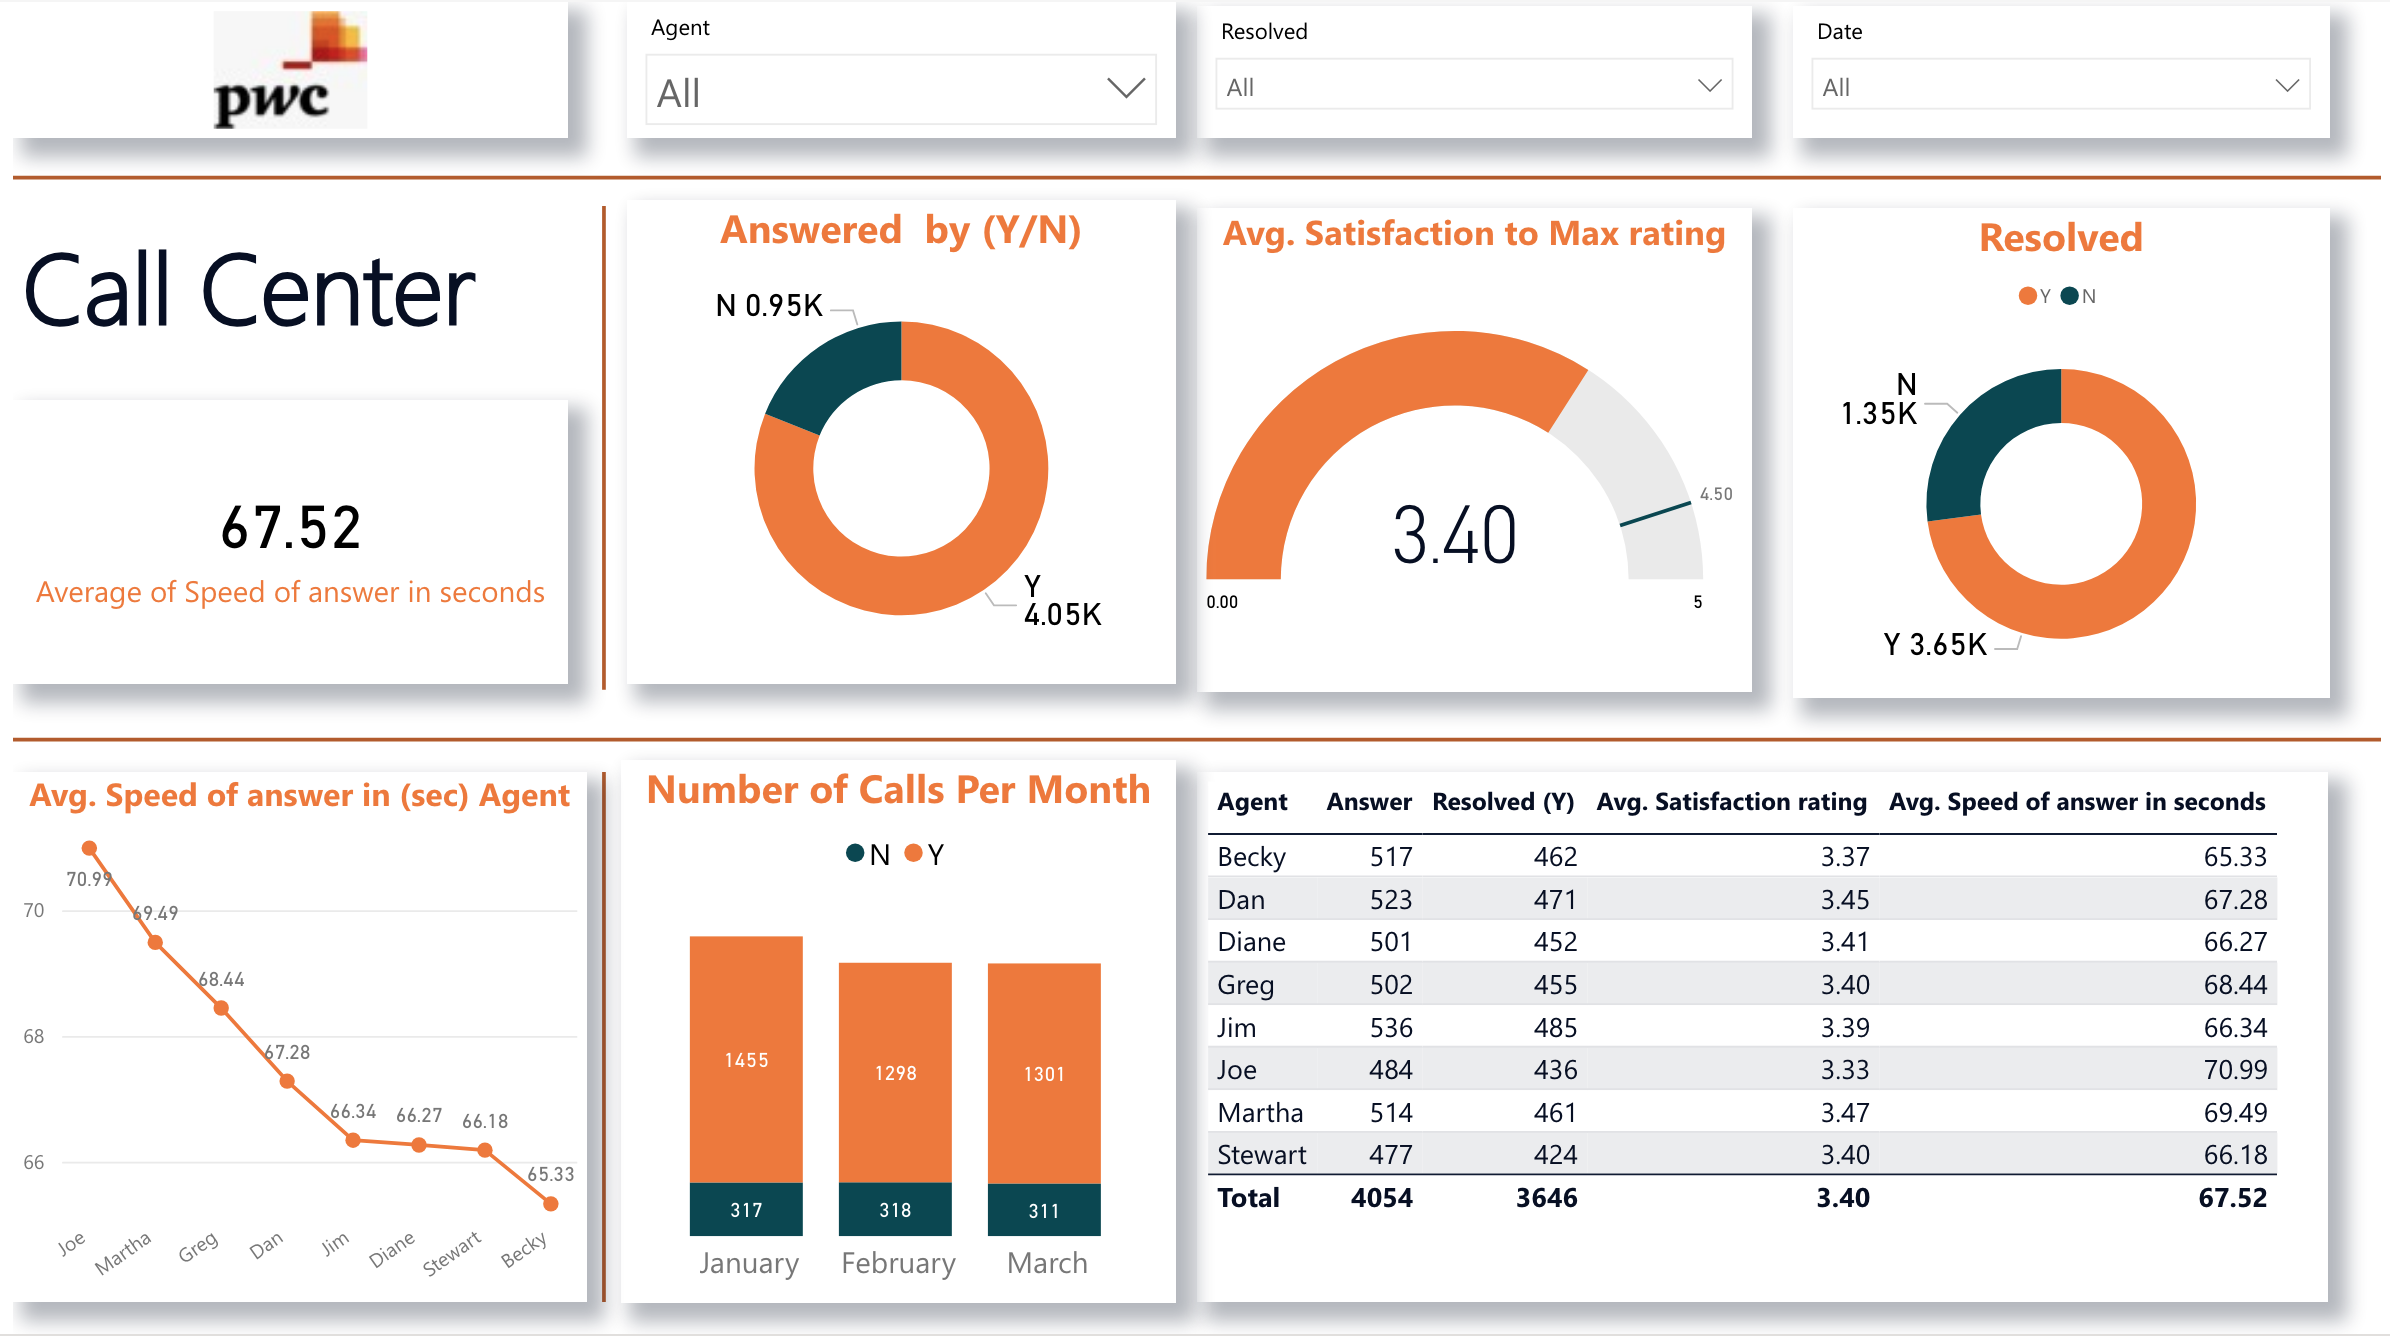 pwc
Agent
All
Resolved
All
Date
All
Call Center
67.52
Average of Speed of answer in seconds
Answered by (Y/N)
N 0.95K
Y
4.05K
Avg. Satisfaction to Max rating
4.50
3.40
0.00
5
Resolved
Y N
N
1.35K
Y 3.65K
Avg. Speed of answer in (sec) Agent
70.99
70
69.49
68.44
68
67.28
66.34 66.27 66.18
66
65.33
Joe Martha Greg Dan Jim Diane Stewart Becky
Number of Calls Per Month
N Y
1455 1298 1301
317 318 311
January February March
Agent Answer Resolved (Y) Avg. Satisfaction rating Avg. Speed of answer in seconds
Becky 517 462 3.37 65.33
Dan 523 471 3.45 67.28
Diane 501 452 3.41 66.27
Greg 502 455 3.40 68.44
Jim 536 485 3.39 66.34
Joe 484 436 3.33 70.99
Martha 514 461 3.47 69.49
Stewart 477 424 3.40 66.18
Total 4054 3646 3.40 67.52